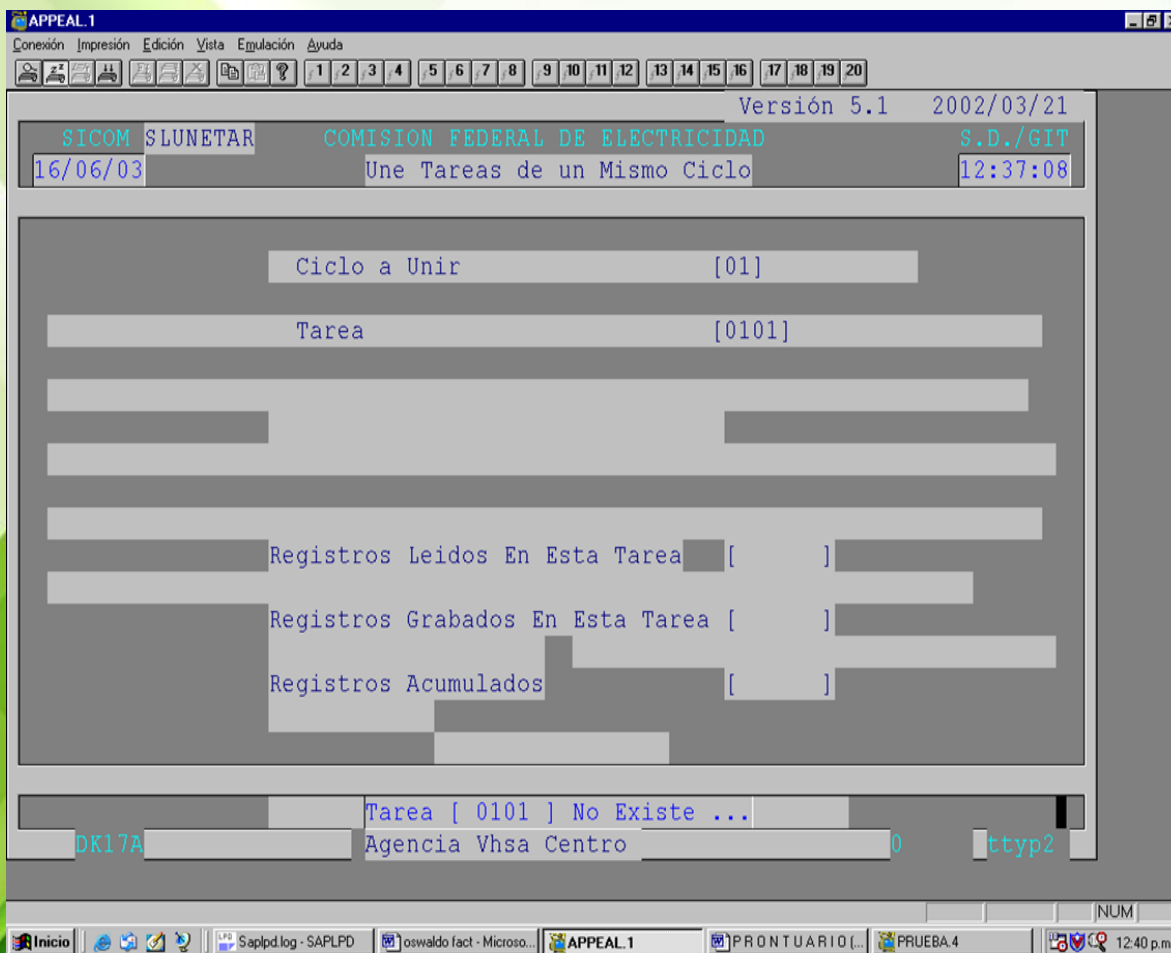 APPEAL.1
Conexión Impresión Edición Vista Emulación Ayuda
1 2 3 4 5 6 7 8 9 10 11 12 13 14 15 16 17 18 19 20
Versión 5.1 2002/03/21
SICOM SLUNETAR COMISION FEDERAL DE ELECTRICIDAD S.D./GIT
16/06/03 Une Tareas de un Mismo Ciclo 12:37:08
Ciclo a Unir [01]
Tarea [0101]
Registros Leidos En Esta Tarea [ ]
Registros Grabados En Esta Tarea [ ]
Registros Acumulados [ ]
Tarea [ 0101 ] No Existe ...
DK17A Agencia Vhsa Centro 0 ttyp2
NUM
Inicio Saplpd.log - SAPLPD oswaldo fact - Microso... APPEAL.1 P R O N T U A R I O (... PRUEBA.4 12:40 p.m